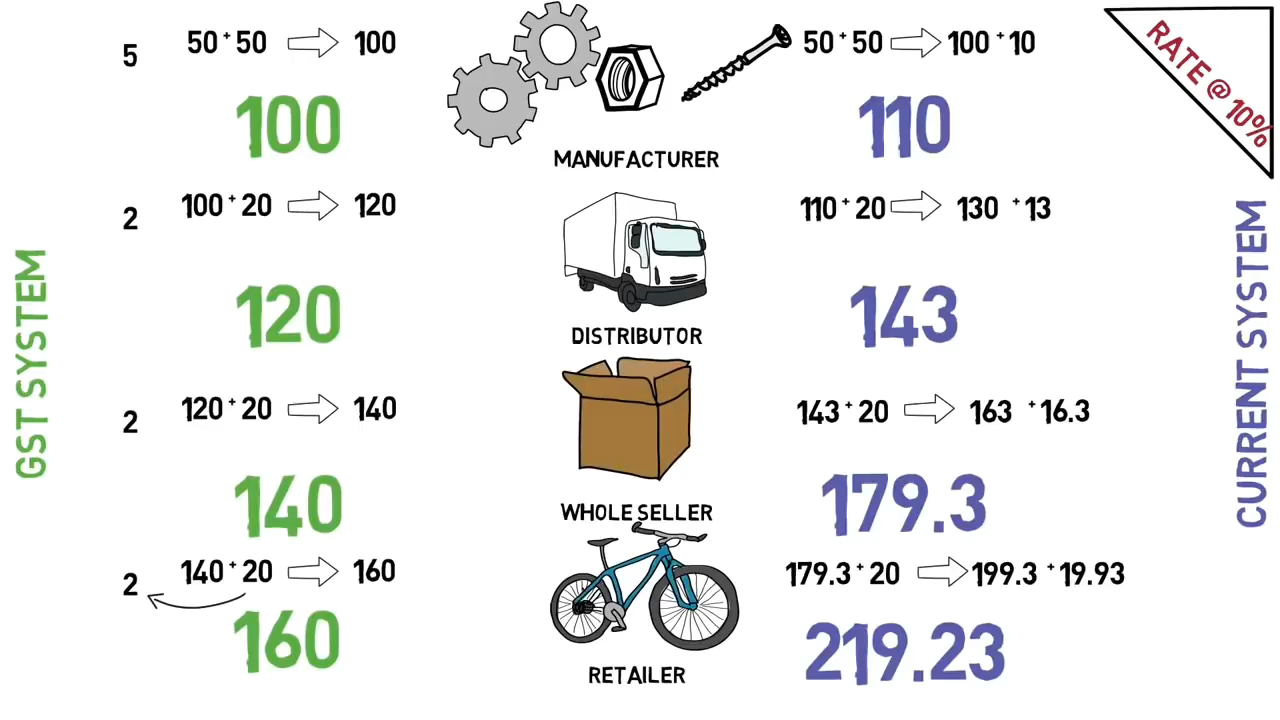 5
50 + 50 100
100
MANUFACTURER
50 + 50 100 + 10
110
RATE @ 10%
2
100 + 20 120
120
DISTRIBUTOR
110 + 20 130 + 13
143
GST SYSTEM
CURRENT SYSTEM
2
120 + 20 140
140
WHOLE SELLER
143 + 20 163 + 16.3
179.3
2
140 + 20 160
160
RETAILER
179.3 + 20 199.3 + 19.93
219.23